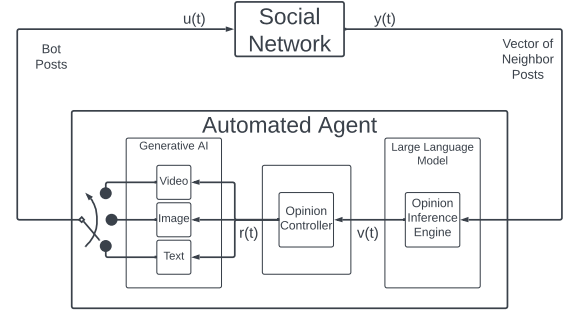 u(t)
Social
Network
y(t)
Bot
Posts
Vector of
Neighbor
Posts
Automated Agent
Generative AI
Large Language
Model
Video
Image
Text
r(t)
Opinion
Controller
v(t)
Opinion
Inference
Engine